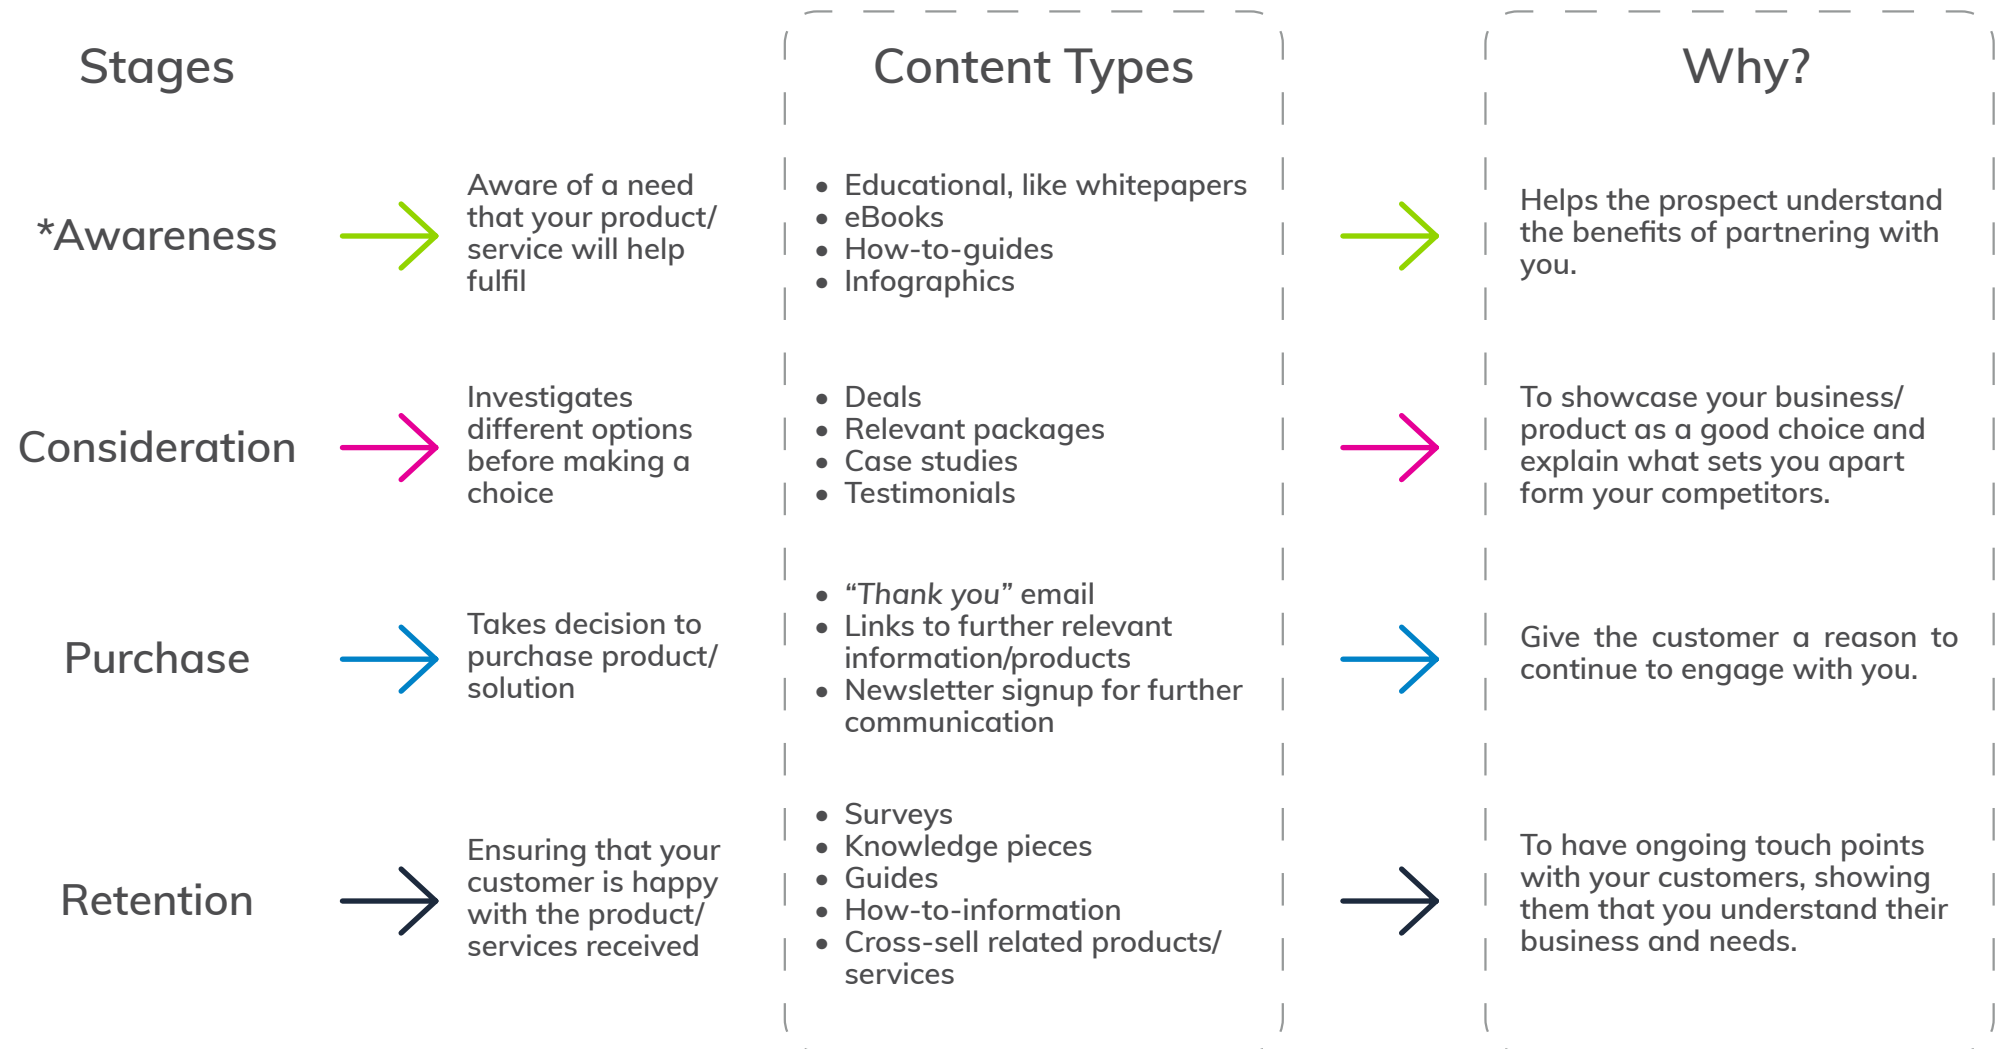 Stages
Content Types
Why?
*Awareness
Aware of a need
that your product/
service will help
fulfil
• Educational, like whitepapers
• eBooks
• How-to-guides
• Infographics
Helps the prospect understand
the benefits of partnering with
you.
Consideration
Investigates
different options
before making a
choice
• Deals
• Relevant packages
• Case studies
• Testimonials
To showcase your business/
product as a good choice and
explain what sets you apart
form your competitors.
Purchase
Takes decision to
purchase product/
solution
• “Thank you” email
• Links to further relevant
information/products
• Newsletter signup for further
communication
Give the customer a reason to
continue to engage with you.
Retention
Ensuring that your
customer is happy
with the product/
services received
• Surveys
• Knowledge pieces
• Guides
• How-to-information
• Cross-sell related products/
services
To have ongoing touch points
with your customers, showing
them that you understand their
business and needs.